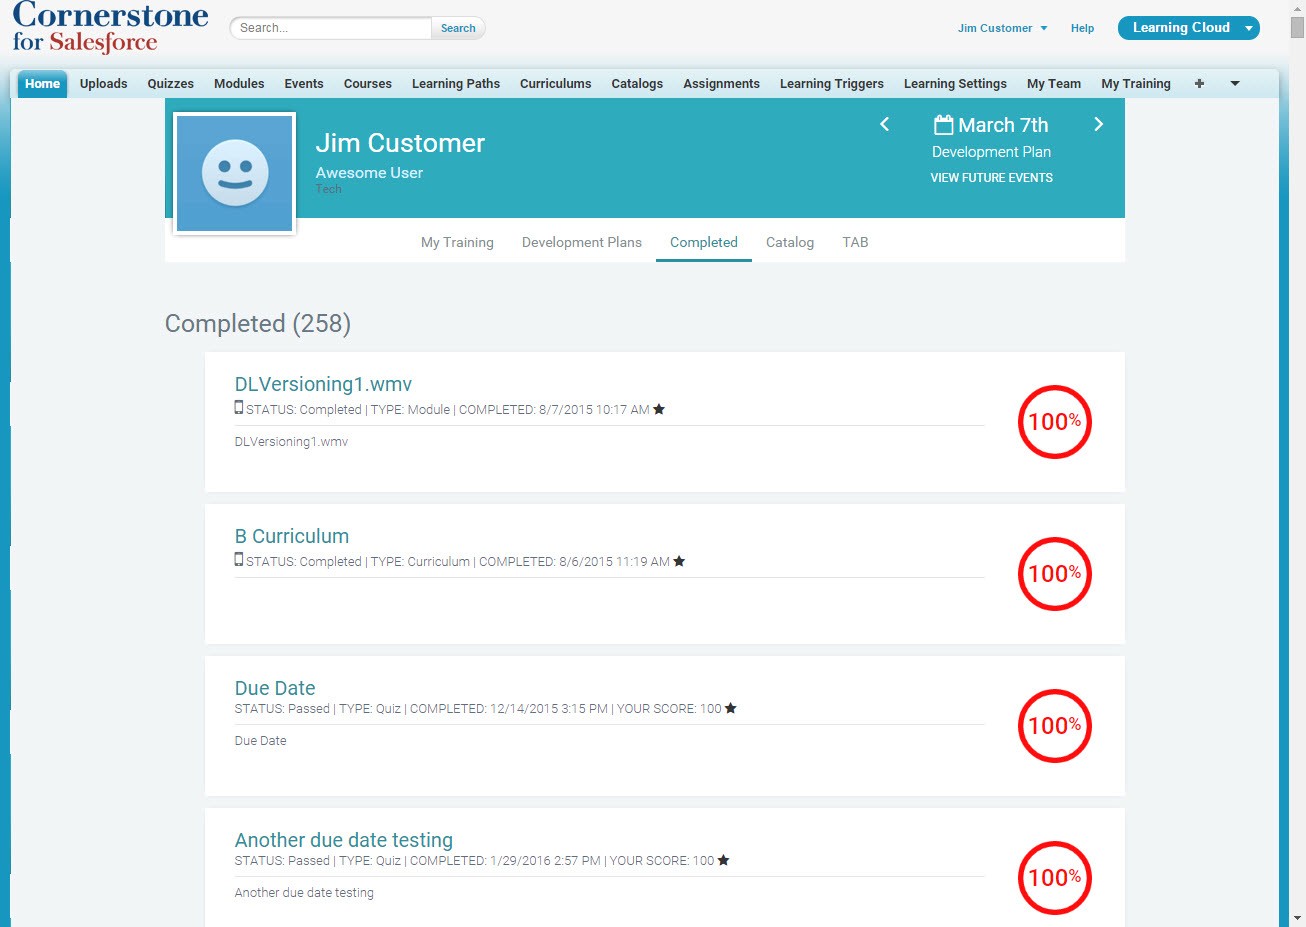 Cornerstone
for Salesforce
Search...
Search
Jim Customer
Help
Learning Cloud
Home Uploads Quizzes Modules Events Courses Learning Paths Curriculums Catalogs Assignments Learning Triggers Learning Settings My Team My Training +
Jim Customer
Awesome User
Tech
March 7th
Development Plan
VIEW FUTURE EVENTS
My Training Development Plans Completed Catalog TAB
Completed (258)
DLVersioning1.wmv
STATUS: Completed | TYPE: Module | COMPLETED: 8/7/2015 10:17 AM ★
DLVersioning1.wmv
100%
B Curriculum
STATUS: Completed | TYPE: Curriculum | COMPLETED: 8/6/2015 11:19 AM ★
100%
Due Date
STATUS: Passed | TYPE: Quiz | COMPLETED: 12/14/2015 3:15 PM | YOUR SCORE: 100 ★
Due Date
100%
Another due date testing
STATUS: Passed | TYPE: Quiz | COMPLETED: 1/29/2016 2:57 PM | YOUR SCORE: 100 ★
Another due date testing
100%